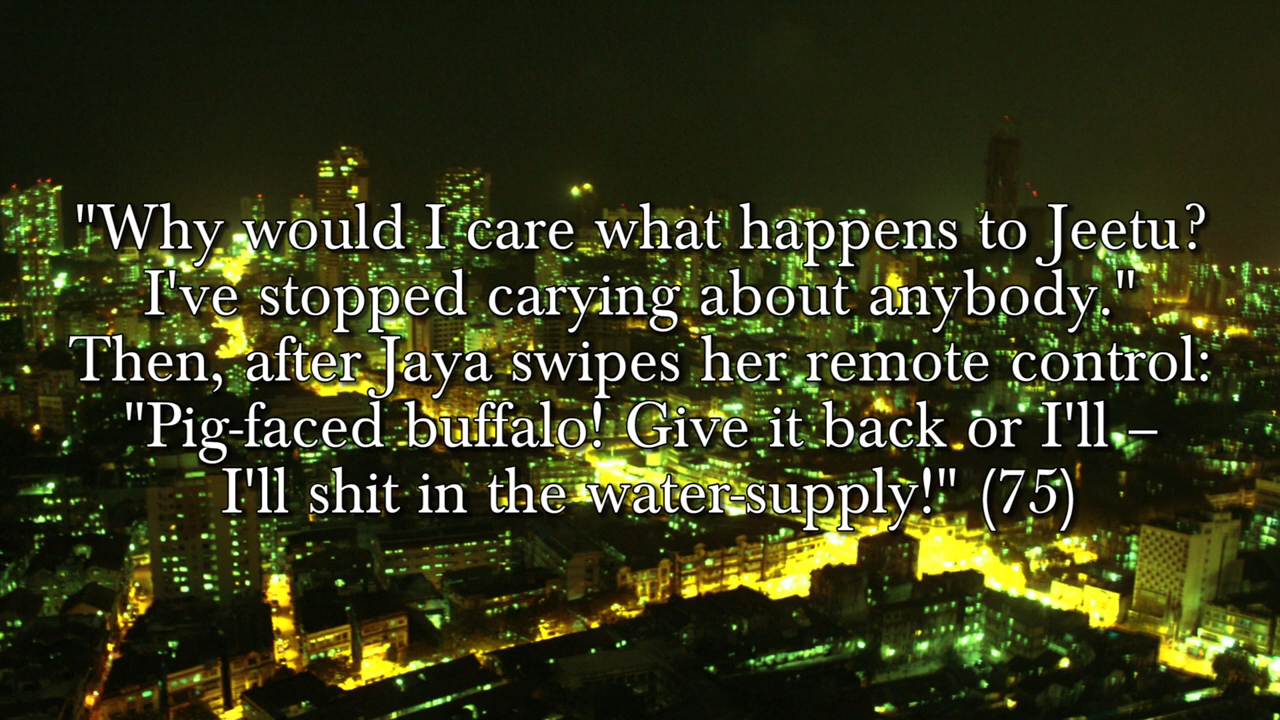 "Why would I care what happens to Jeetu?
I've stopped carying about anybody."
Then, after Jaya swipes her remote control:
"Pig-faced buffalo! Give it back or I'll –
I'll shit in the water-supply!" (75)